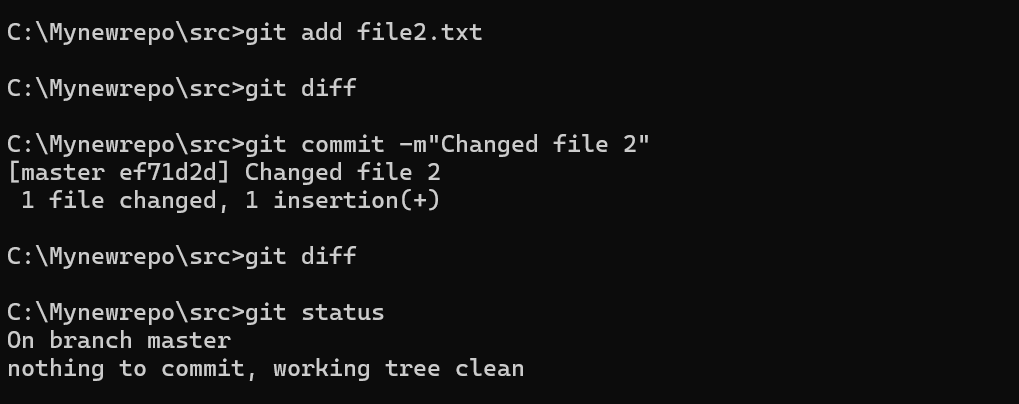 C:\Mynewrepo\src>git add file2.txt
C:\Mynewrepo\src>git diff
C:\Mynewrepo\src>git commit -m"Changed file 2"
[master ef71d2d] Changed file 2
 1 file changed, 1 insertion(+)
C:\Mynewrepo\src>git diff
C:\Mynewrepo\src>git status
On branch master
nothing to commit, working tree clean